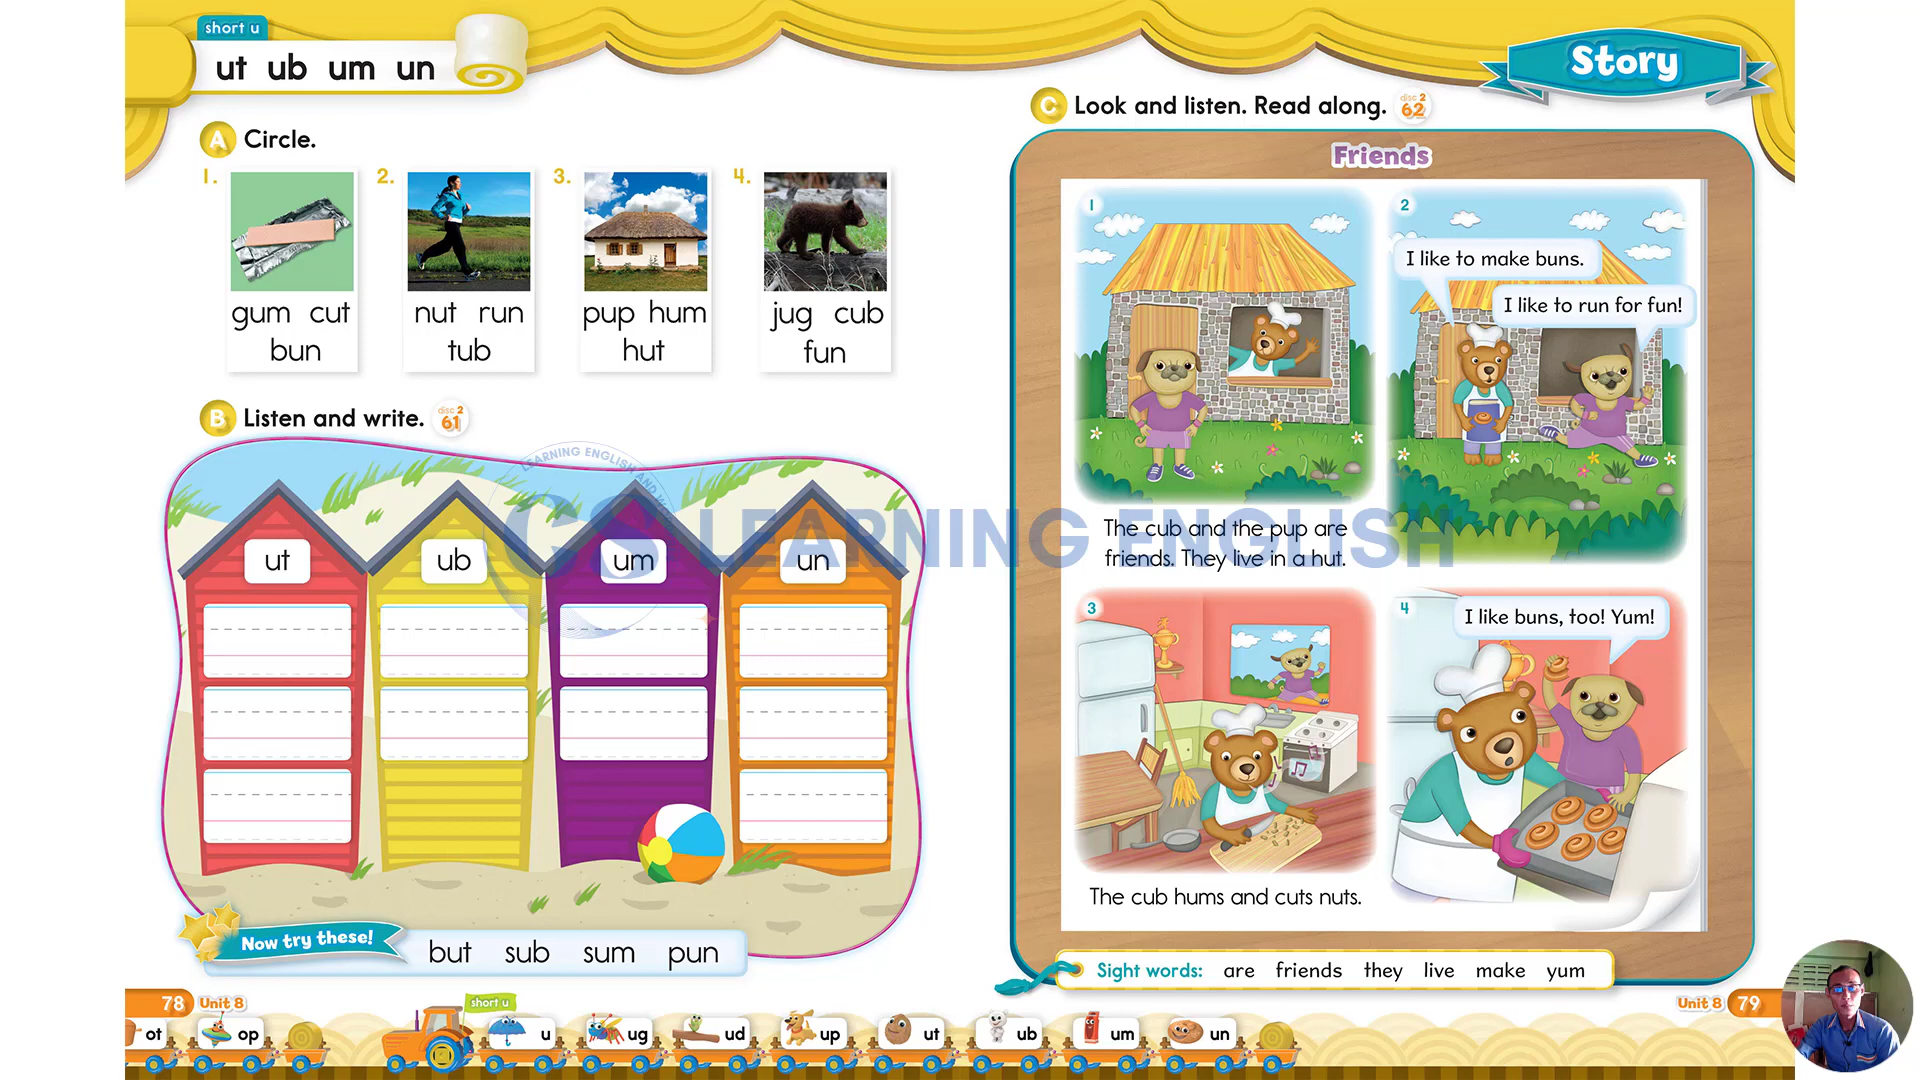 short u
ut ub um un
A Circle.
1.
gum cut
bun
2.
nut run
tub
3.
pup hum
hut
4.
jug cub
fun
B Listen and write. disc 2 61
ut
ub
um
un
Now try these!
but sub sum pun
78 Unit 8
Story
C Look and listen. Read along. disc 2 62
Friends
1
The cub and the pup are
friends. They live in a hut.
2
I like to make buns.
I like to run for fun!
3
The cub hums and cuts nuts.
4
I like buns, too! Yum!
Sight words: are friends they live make yum
Unit 8 79
CS LEARNING ENGLISH
ot op
short u
u ug ud up ut ub um un